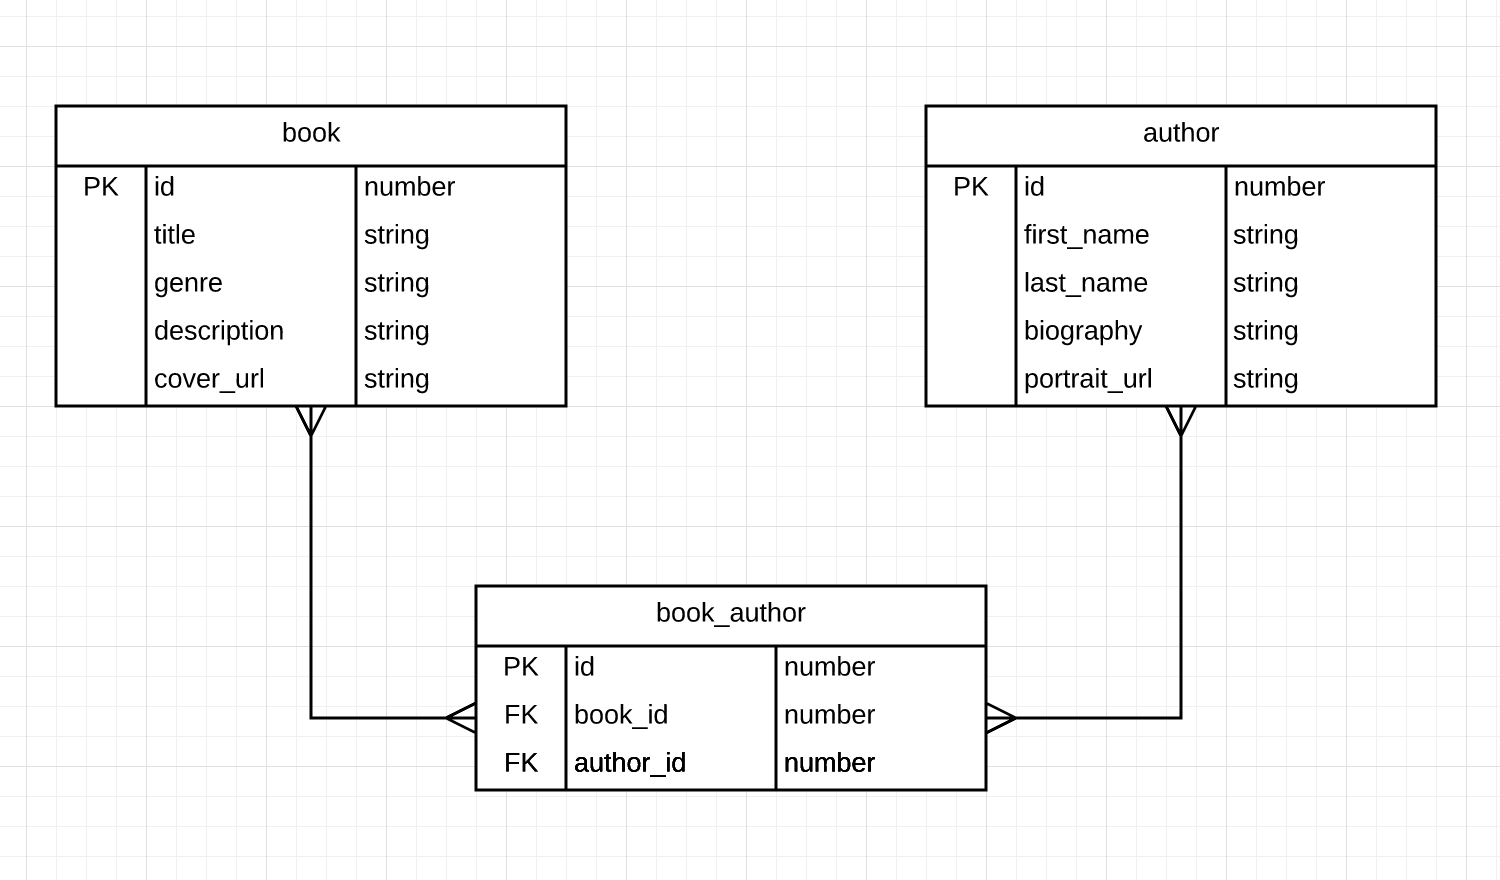 book
PK id number
title string
genre string
description string
cover_url string
author
PK id number
first_name string
last_name string
biography string
portrait_url string
book_author
PK id number
FK book_id number
FK author_id number